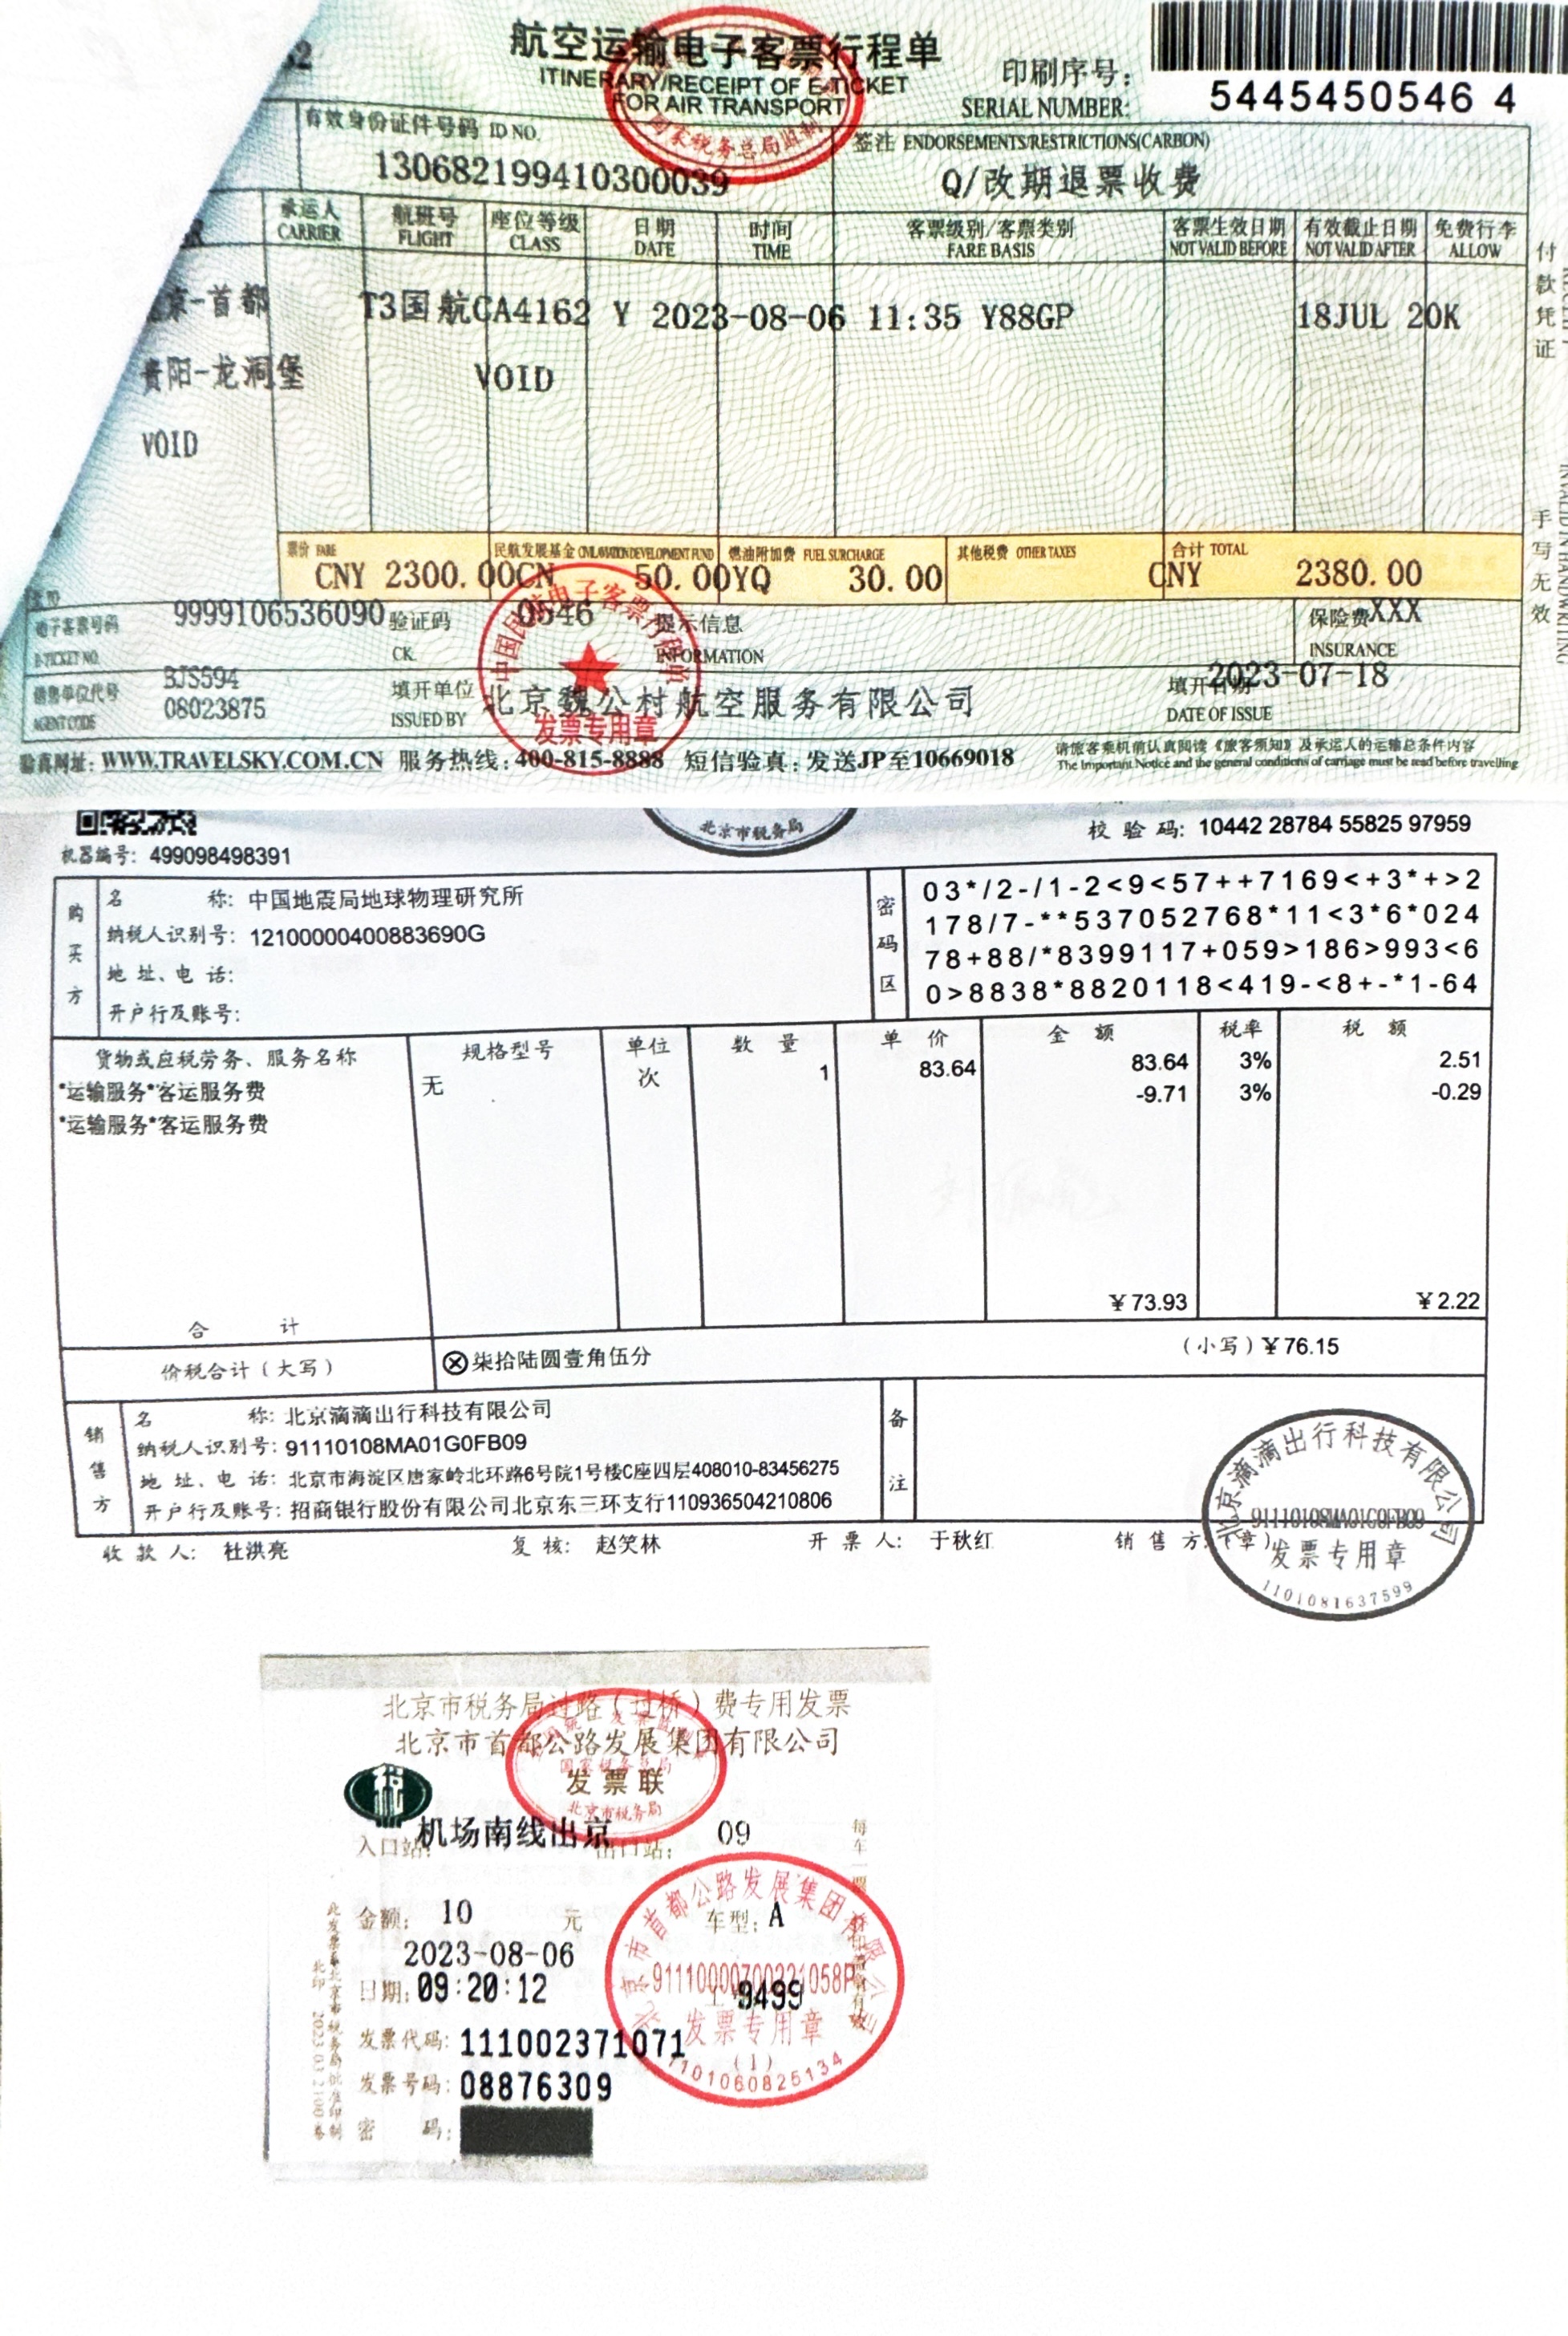 航空运输电子客票行程单
ITINERARY/RECEIPT OF E-TICKET
FOR AIR TRANSPORT
国家税务总局监制
印刷序号:
SERIAL NUMBER:
5445450546 4
有效身份证件号码 ID NO.
130682199410300039
签注 ENDORSEMENTS/RESTRICTIONS(CARBON)
Q/改期退票收费
承运人 CARRIER 航班号 FLIGHT 座位等级 CLASS 日期 DATE 时间 TIME 客票级别/客票类别 FARE BASIS 客票生效日期 NOT VALID BEFORE 有效截止日期 NOT VALID AFTER 免费行李 ALLOW
京-首都 T3国航CA4162 Y 2023-08-06 11:35 Y88GP 18JUL 20K
贵阳-龙洞堡 VOID
VOID
付款凭证
手写无效
票价 FARE 民航发展基金 CIVIL AVIATION DEVELOPMENT FUND 燃油附加费 FUEL SURCHARGE 其他税费 OTHER TAXES 合计 TOTAL
CNY 2300.00CN 50.00YQ 30.00 CNY 2380.00
电子客票号码 E-TICKET NO. 9999106536090 验证码 CK. 0546 提示信息 INFORMATION 保险费 INSURANCE XXX
销售单位代号 AGENT CODE BJS594 08023875 填开单位 ISSUED BY 北京魏公村航空服务有限公司 填开日期 DATE OF ISSUE 2023-07-18
发票专用章
验真网址: WWW.TRAVELSKY.COM.CN 服务热线: 400-815-8888 短信验真: 发送JP至10669018
请旅客乘机前认真阅读《旅客须知》及承运人的运输总条件内容
The Important Notice and the general conditions of carriage must be read before travelling
北京市税务局
校验码: 10442 28784 55825 97959
机器编号: 499098498391
购买方
名称: 中国地震局地球物理研究所
纳税人识别号: 12100000400883690G
地址、电话:
开户行及账号:
密码区
03*/2-/1-2<9<57++7169<+3*+>2
178/7-**537052768*11<3*6*024
78+88/*8399117+059>186>993<6
0>8838*8820118<419-<8+-*1-64
货物或应税劳务、服务名称 规格型号 单位 数量 单价 金额 税率 税额
*运输服务*客运服务费 无 次 1 83.64 83.64 3% 2.51
*运输服务*客运服务费 -9.71 3% -0.29
合计 ¥73.93 ¥2.22
价税合计(大写) 柒拾陆圆壹角伍分 (小写)¥76.15
销售方
名称: 北京滴滴出行科技有限公司
纳税人识别号: 91110108MA01G0FB09
地址、电话: 北京市海淀区唐家岭北环路6号院1号楼C座四层408010-83456275
开户行及账号: 招商银行股份有限公司北京东三环支行110936504210806
备注
收款人: 杜洪亮 复核: 赵笑林 开票人: 于秋红 销售方:(章)
北京滴滴出行科技有限公司
91110108MA01G0FB09
发票专用章
1101081637599
北京市税务局过路(过桥)费专用发票
北京市首都公路发展集团有限公司
国家税务总局
发票联
北京市税务局
入口站: 机场南线出京 出口站: 09
金额: 10 元 车型: A
2023-08-06
日期: 09:20:12
9499
发票代码: 111002371071
发票号码: 08876309
密码:
北京市首都公路发展集团有限公司
91110000700221058P
发票专用章
(1)
1101060825134